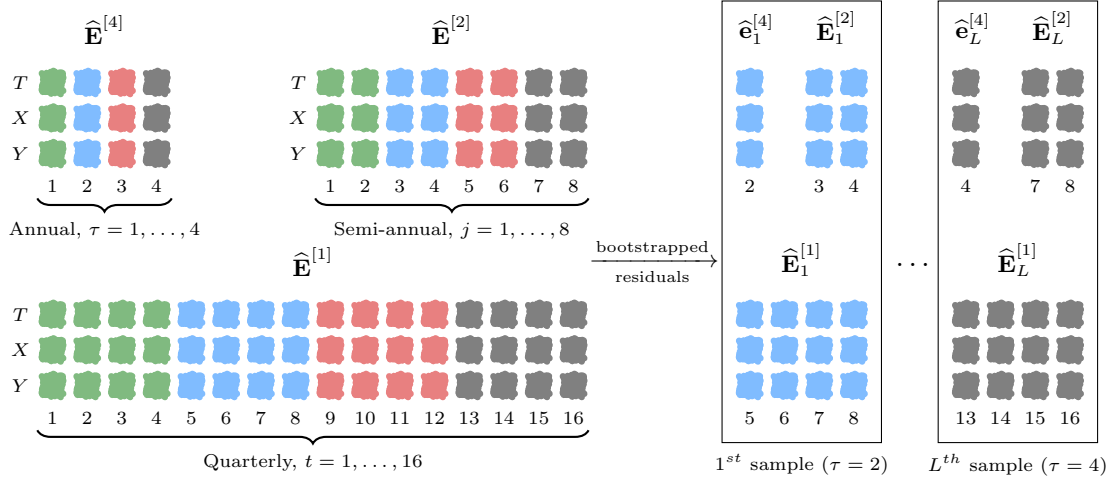 Ê^[4]
T
X
Y
1 2 3 4
Annual, τ = 1, . . . , 4
Ê^[2]
T
X
Y
1 2 3 4 5 6 7 8
Semi-annual, j = 1, . . . , 8
Ê^[1]
T
X
Y
1 2 3 4 5 6 7 8 9 10 11 12 13 14 15 16
Quarterly, t = 1, . . . , 16
bootstrapped
residuals
ê_1^[4] Ê_1^[2]
2 3 4
Ê_1^[1]
5 6 7 8
1^st sample (τ = 2)
. . .
ê_L^[4] Ê_L^[2]
4 7 8
Ê_L^[1]
13 14 15 16
L^th sample (τ = 4)